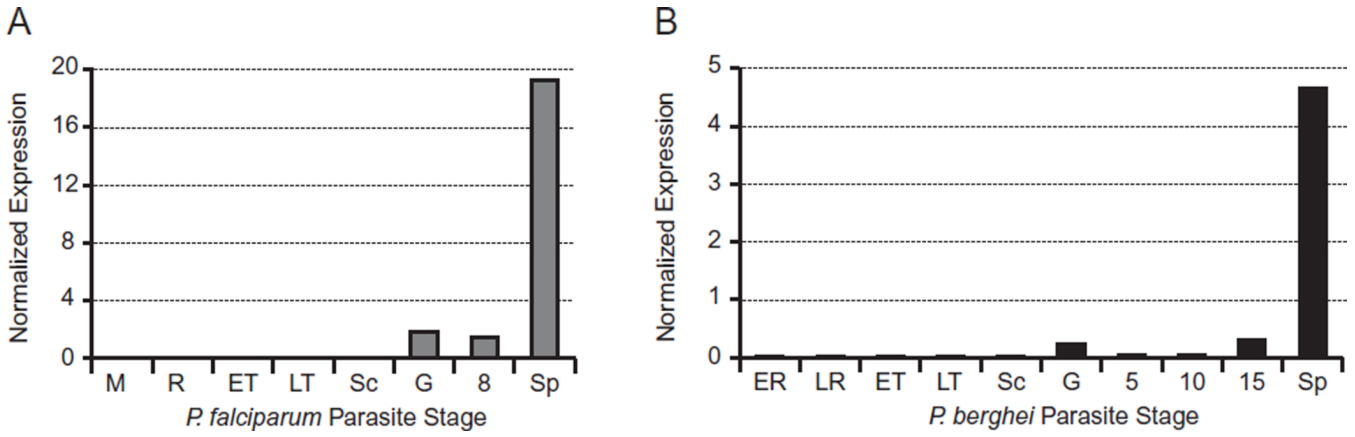 A
Normalized Expression
20
16
12
8
4
0
M R ET LT Sc G 8 Sp
P. falciparum Parasite Stage
B
Normalized Expression
5
4
3
2
1
0
ER LR ET LT Sc G 5 10 15 Sp
P. berghei Parasite Stage